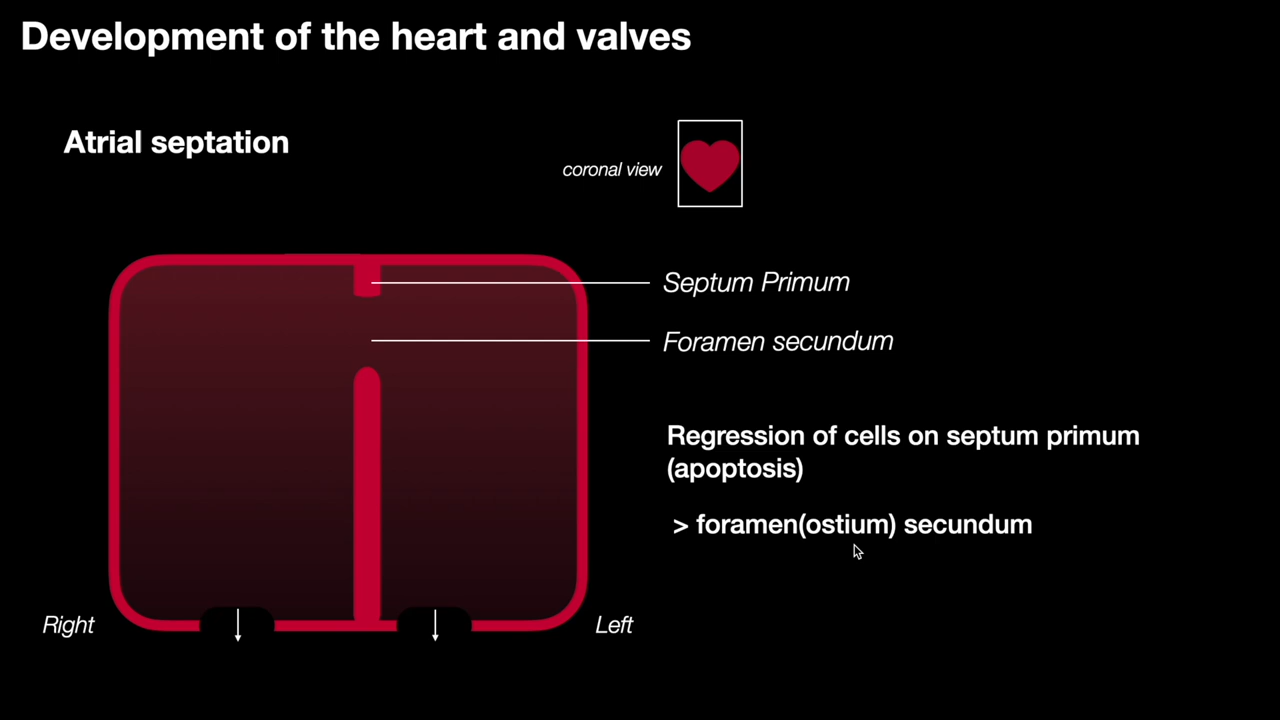 Development of the heart and valves
Atrial septation
coronal view
Septum Primum
Foramen secundum
Regression of cells on septum primum
(apoptosis)
> foramen(ostium) secundum
Right
Left